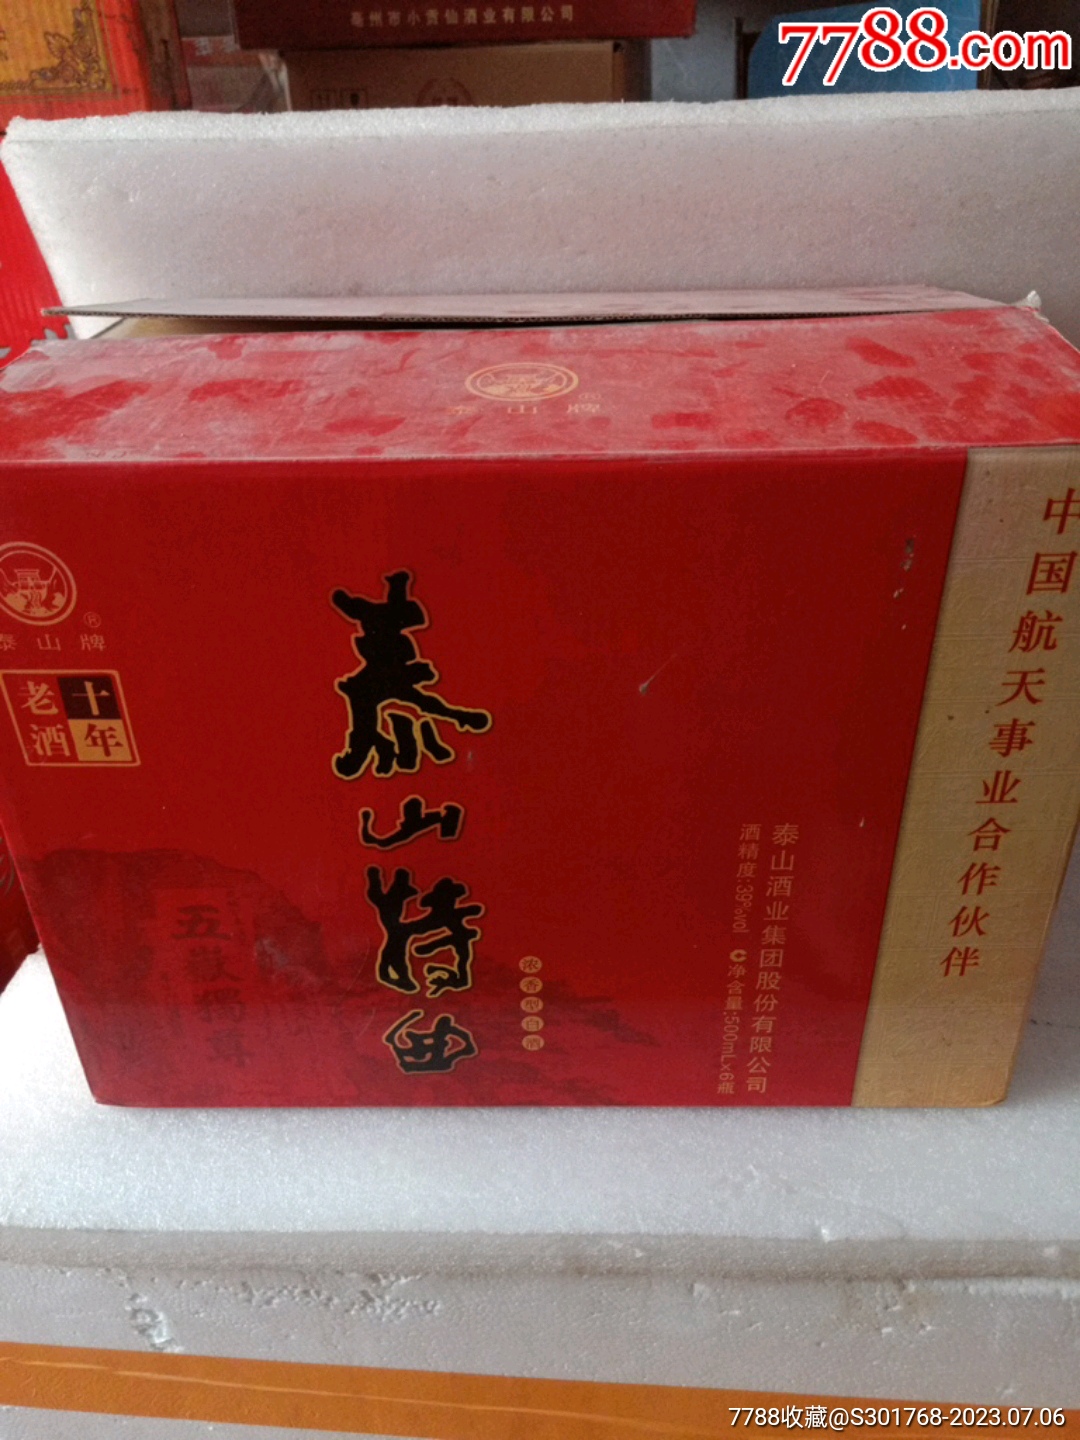 亳州市小贡仙酒业有限公司
7788.com
泰山牌
®
中国航天事业合作伙伴
®
泰山牌
十年
老酒
泰山特曲
浓香型白酒
五嶽獨尊
泰山酒业集团股份有限公司
酒精度:39%vol 净含量:500mL×6瓶
7788收藏@S301768-2023.07.06